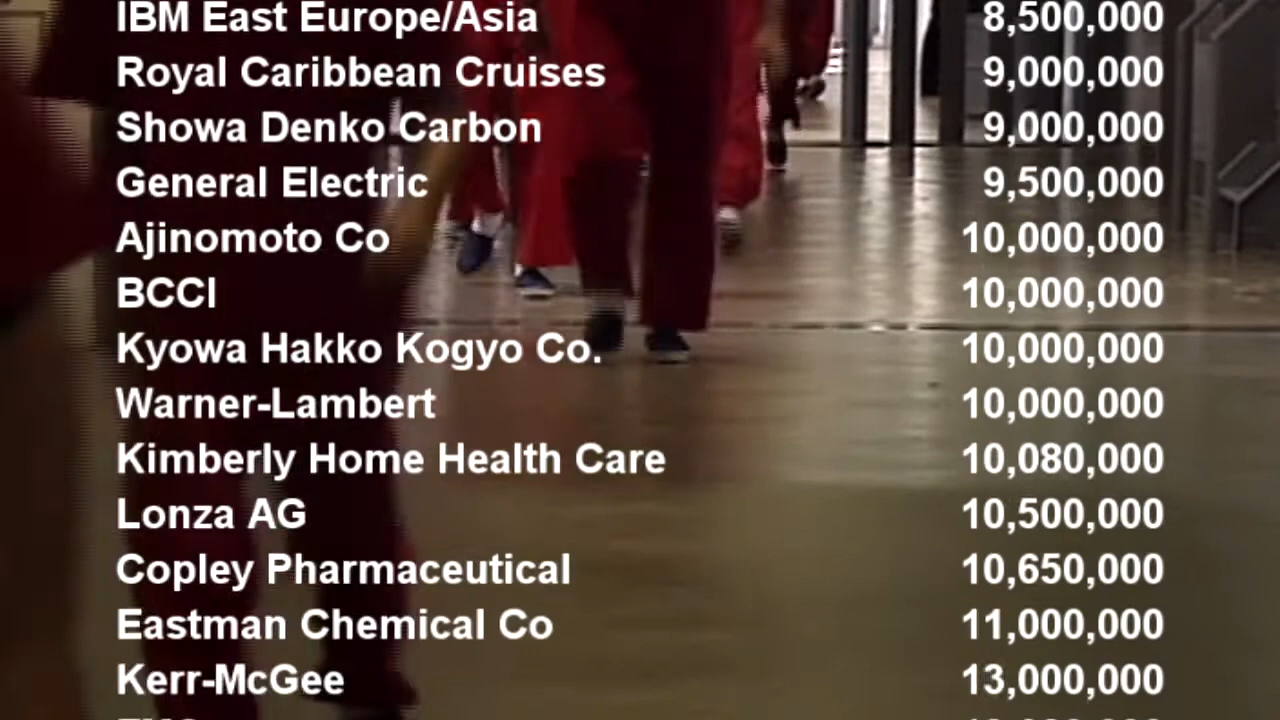 IBM East Europe/Asia 8,500,000
Royal Caribbean Cruises 9,000,000
Showa Denko Carbon 9,000,000
General Electric 9,500,000
Ajinomoto Co 10,000,000
BCCI 10,000,000
Kyowa Hakko Kogyo Co. 10,000,000
Warner-Lambert 10,000,000
Kimberly Home Health Care 10,080,000
Lonza AG 10,500,000
Copley Pharmaceutical 10,650,000
Eastman Chemical Co 11,000,000
Kerr-McGee 13,000,000